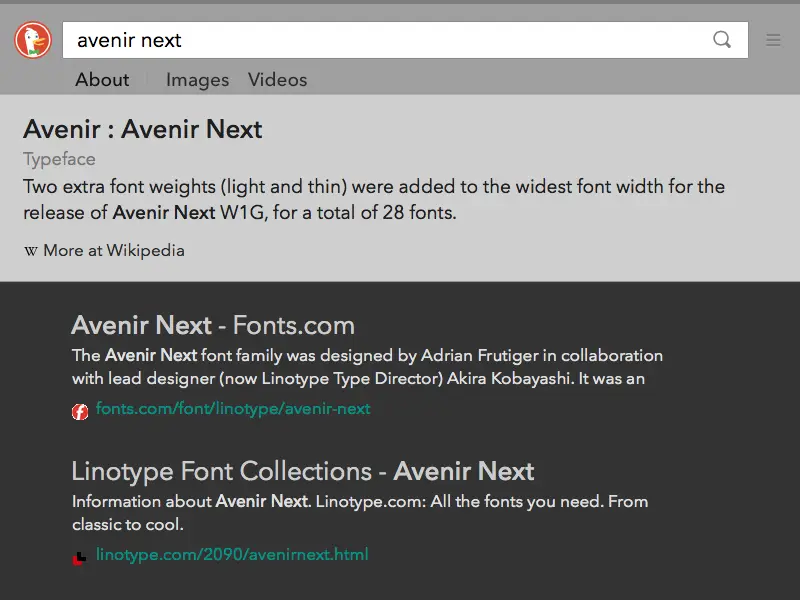 avenir next
About Images Videos
Avenir : Avenir Next
Typeface
Two extra font weights (light and thin) were added to the widest font width for the
release of Avenir Next W1G, for a total of 28 fonts.
W More at Wikipedia
Avenir Next - Fonts.com
The Avenir Next font family was designed by Adrian Frutiger in collaboration
with lead designer (now Linotype Type Director) Akira Kobayashi. It was an
f fonts.com/font/linotype/avenir-next
Linotype Font Collections - Avenir Next
Information about Avenir Next. Linotype.com: All the fonts you need. From
classic to cool.
linotype.com/2090/avenirnext.html